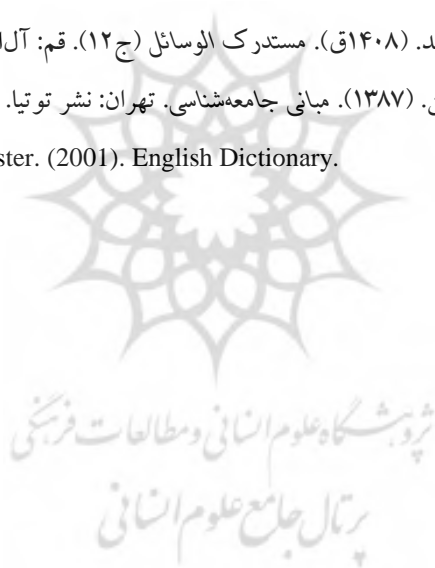 د. (۱۴۰۸ق). مستدرک الوسائل (ج۱۲). قم: آل‌
(۱۳۸۷). مبانی جامعه‌شناسی. تهران: نشر توتیا.
ster. (2001). English Dictionary.
پژوهشگاه علوم انسانی و مطالعات فرهنگی
پرتال جامع علوم انسانی